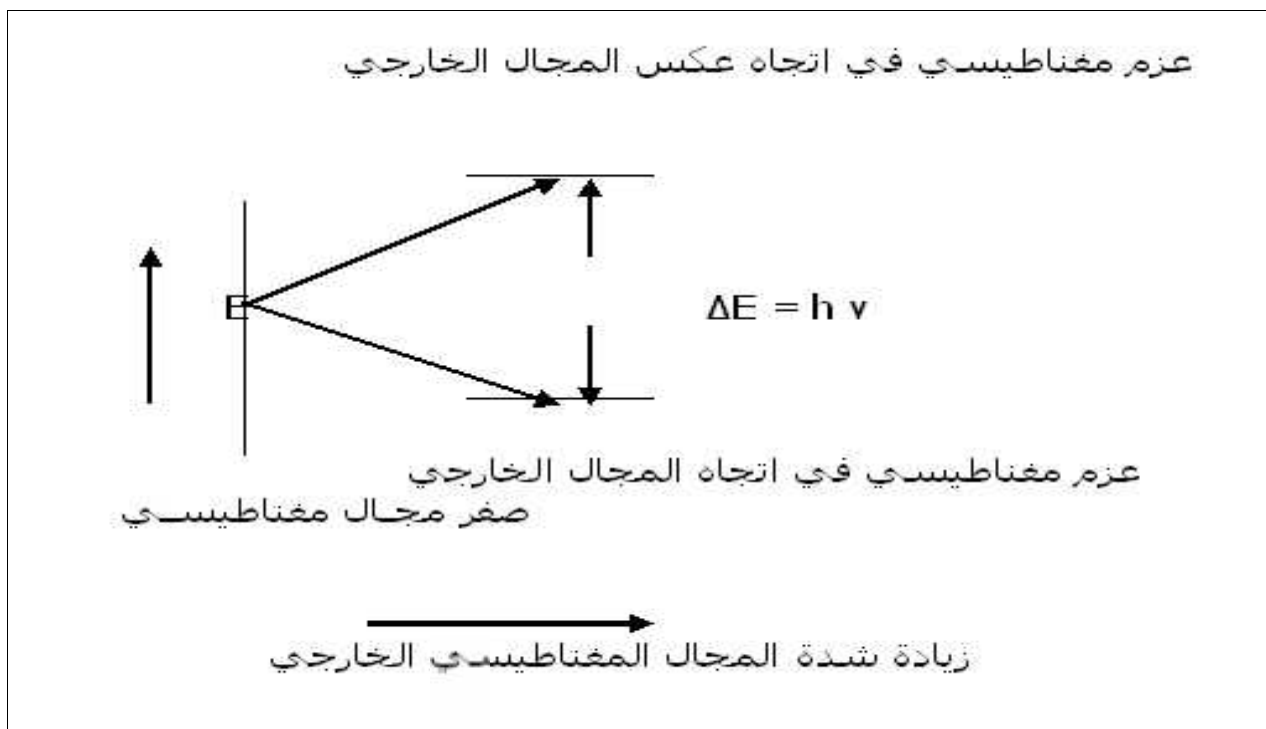 عزم مغناطيسي في اتجاه عكس المجال الخارجي
E
ΔE = h v
عزم مغناطيسي في اتجاه المجال الخارجي
صفر مجال مغناطيسي
زيادة شدة المجال المغناطيسي الخارجي